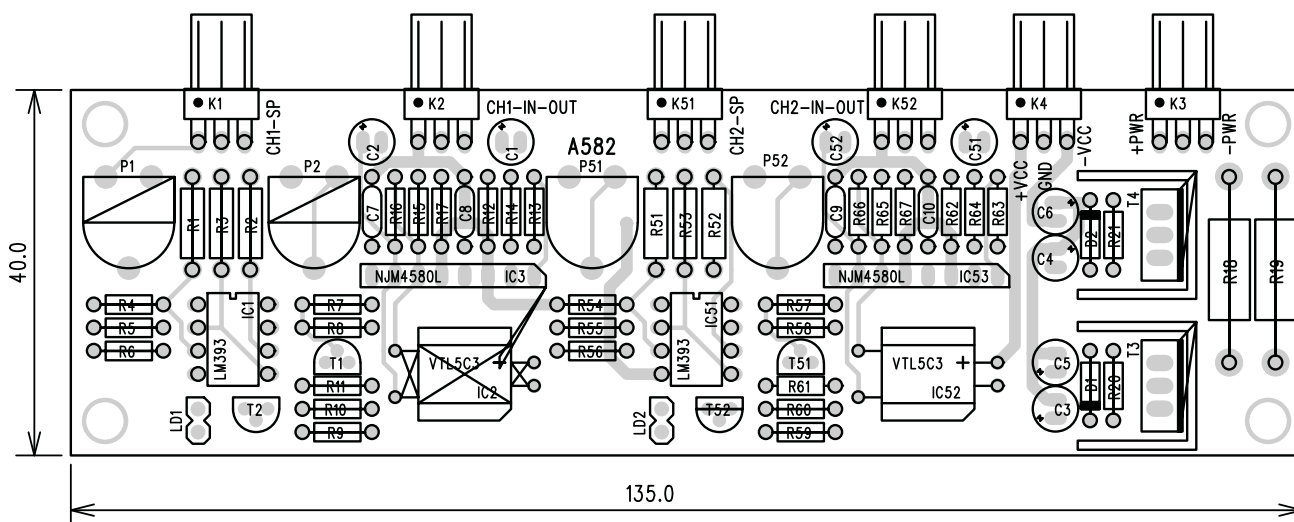 K1
CH1-SP
K2
CH1-IN-OUT
K51
CH2-SP
CH2-IN-OUT
K52
K4
K3
+VCC
GND
-VCC
+PWR
-PWR
C2
C1
A582
C52
C51
P1
P2
P51
P52
R1
R3
R2
C7
R16
R15
R17
C8
R12
R14
R13
R51
R53
R52
C9
R66
R65
R67
C10
R62
R64
R63
C6
C4
D2
R21
T4
R18
R19
40.0
NJM4580L
IC3
NJM4580L
IC53
R4
R5
R6
IC1
LM393
R7
R8
T1
R11
R10
R9
VTL5C3
+
IC2
R54
R55
R56
IC51
LM393
R57
R58
T51
R61
R60
R59
VTL5C3
+
IC52
C5
C3
D1
R20
T3
LD1
T2
LD2
T52
135.0